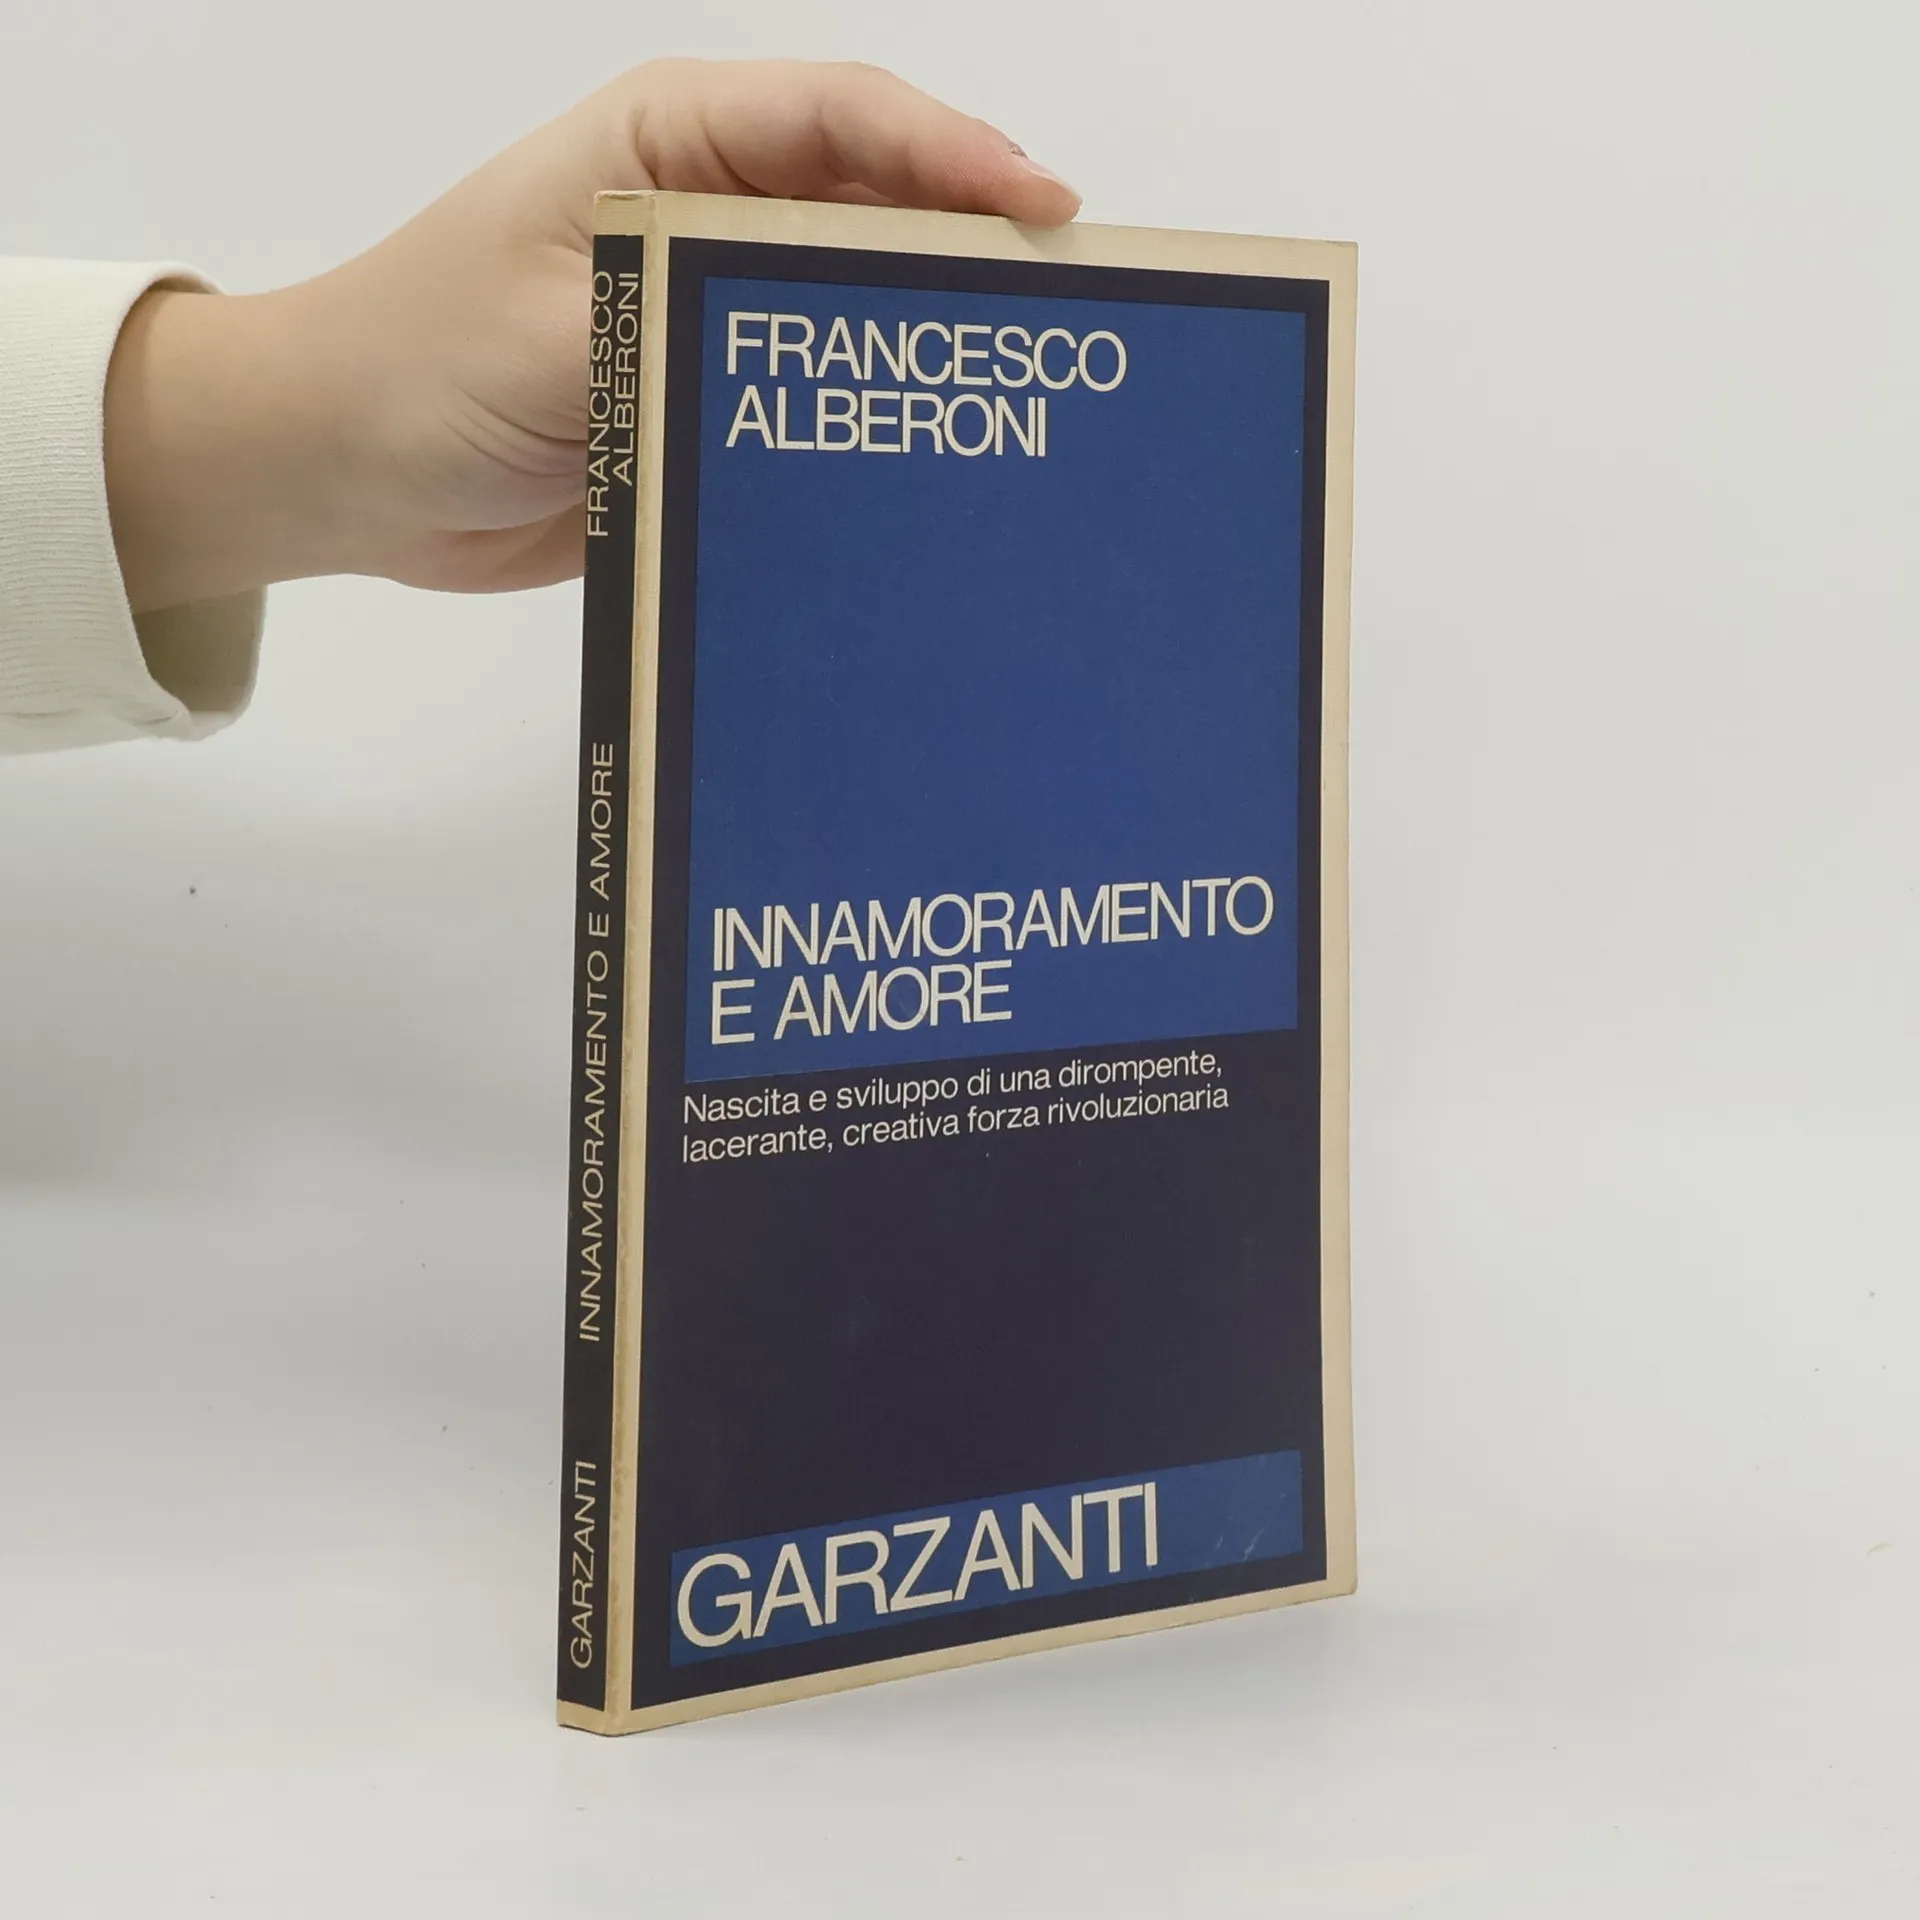 FRANCESCO
ALBERONI
INNAMORAMENTO E AMORE
GARZANTI
FRANCESCO
ALBERONI
INNAMORAMENTO
E AMORE
Nascita e sviluppo di una dirompente,
lacerante, creativa forza rivoluzionaria
GARZANTI